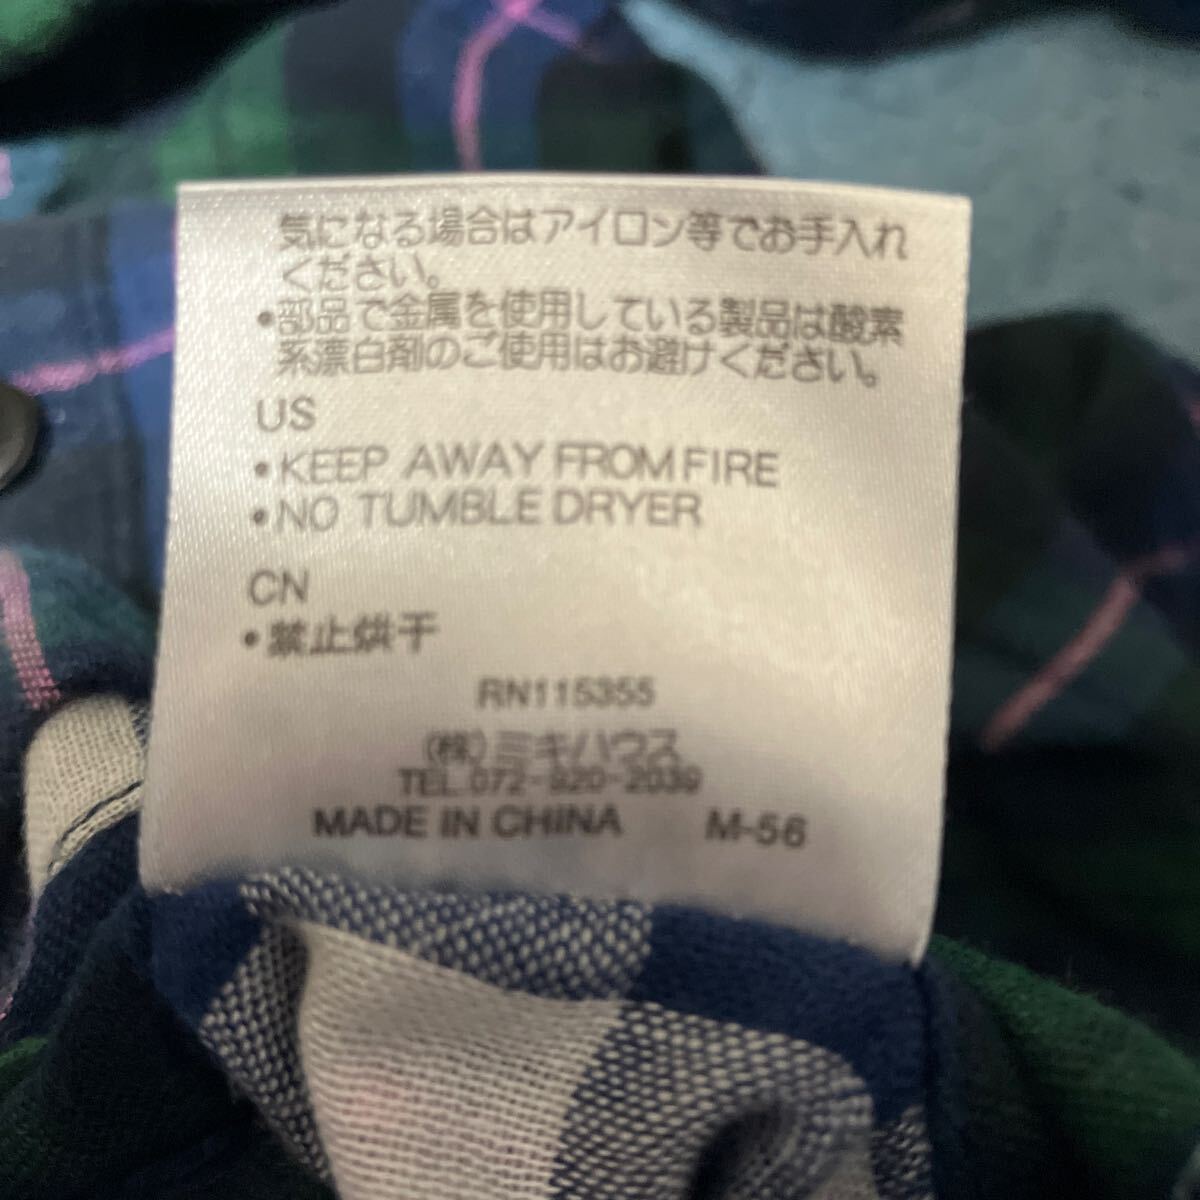 気になる場合はアイロン等でお手入れ
ください。
•部品で金属を使用している製品は酸素
系漂白剤のご使用はお避けください。
US
•KEEP AWAY FROM FIRE
•NO TUMBLE DRYER
CN
•禁止烘干
RN115355
(株)ミキハウス
TEL.072-920-2039
MADE IN CHINA M-56